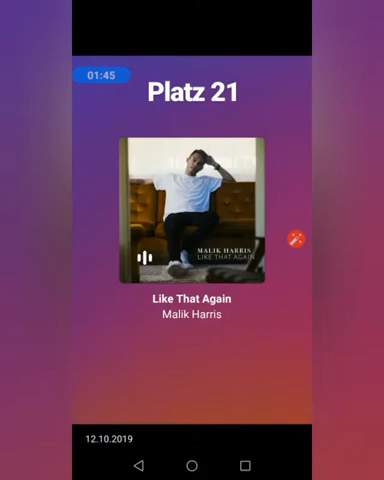 01:45
Platz 21
MALIK HARRIS
LIKE THAT AGAIN
Like That Again
Malik Harris
12.10.2019